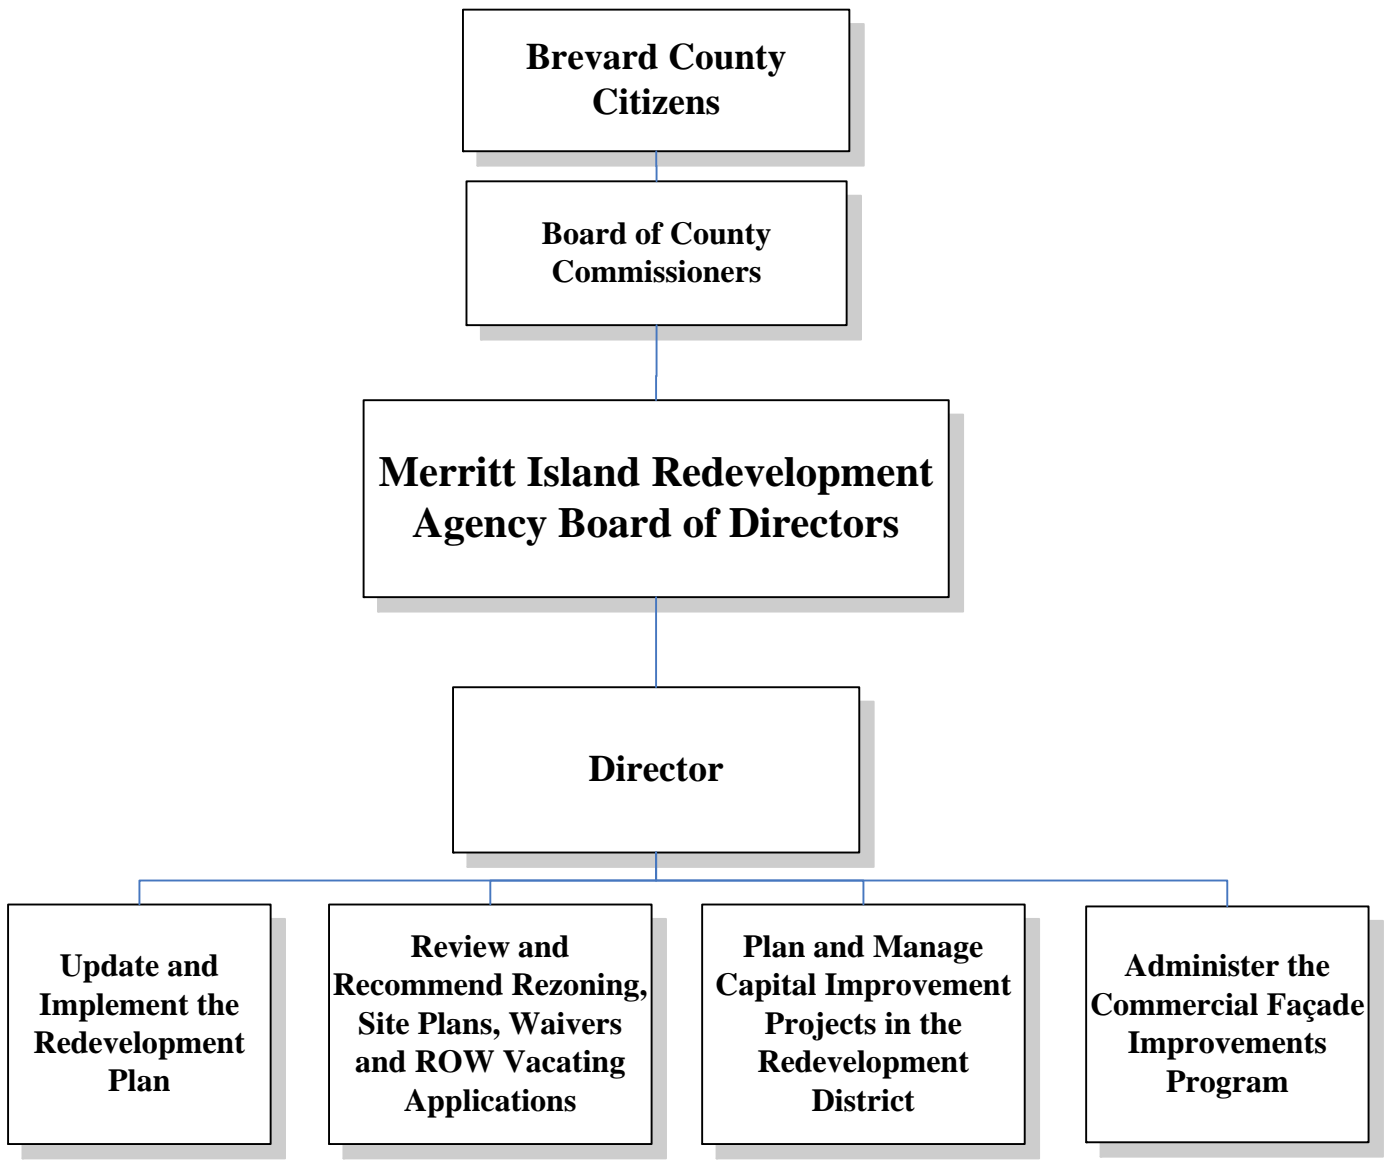 Brevard County
Citizens
Board of County
Commissioners
Merritt Island Redevelopment
Agency Board of Directors
Director
Update and
Implement the
Redevelopment
Plan
Review and
Recommend Rezoning,
Site Plans, Waivers
and ROW Vacating
Applications
Plan and Manage
Capital Improvement
Projects in the
Redevelopment
District
Administer the
Commercial Façade
Improvements
Program